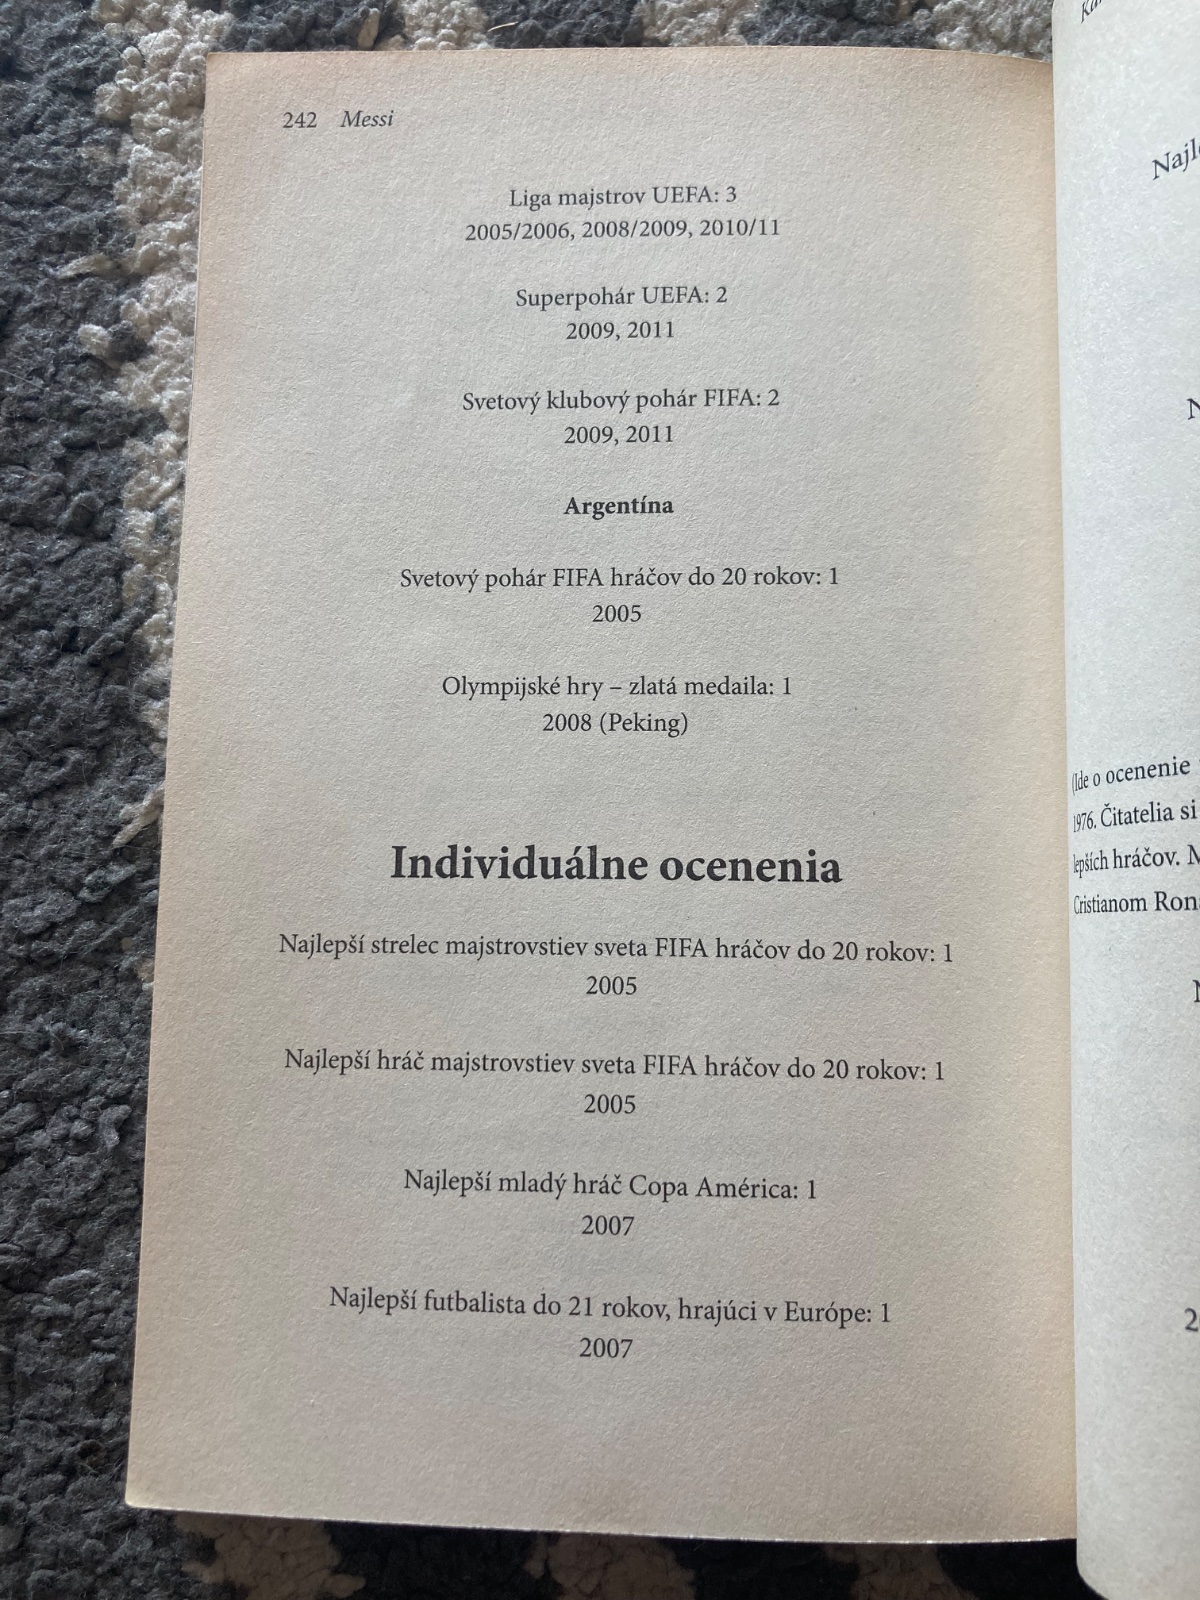 242 Messi
Liga majstrov UEFA: 3
2005/2006, 2008/2009, 2010/11
Superpohár UEFA: 2
2009, 2011
Svetový klubový pohár FIFA: 2
2009, 2011
Argentína
Svetový pohár FIFA hráčov do 20 rokov: 1
2005
Olympijské hry – zlatá medaila: 1
2008 (Peking)
Individuálne ocenenia
Najlepší strelec majstrovstiev sveta FIFA hráčov do 20 rokov: 1
2005
Najlepší hráč majstrovstiev sveta FIFA hráčov do 20 rokov: 1
2005
Najlepší mladý hráč Copa América: 1
2007
Najlepší futbalista do 21 rokov, hrajúci v Európe: 1
2007
(Ide o ocenenie
1976. Čitatelia si
lepších hráčov.
Cristianom